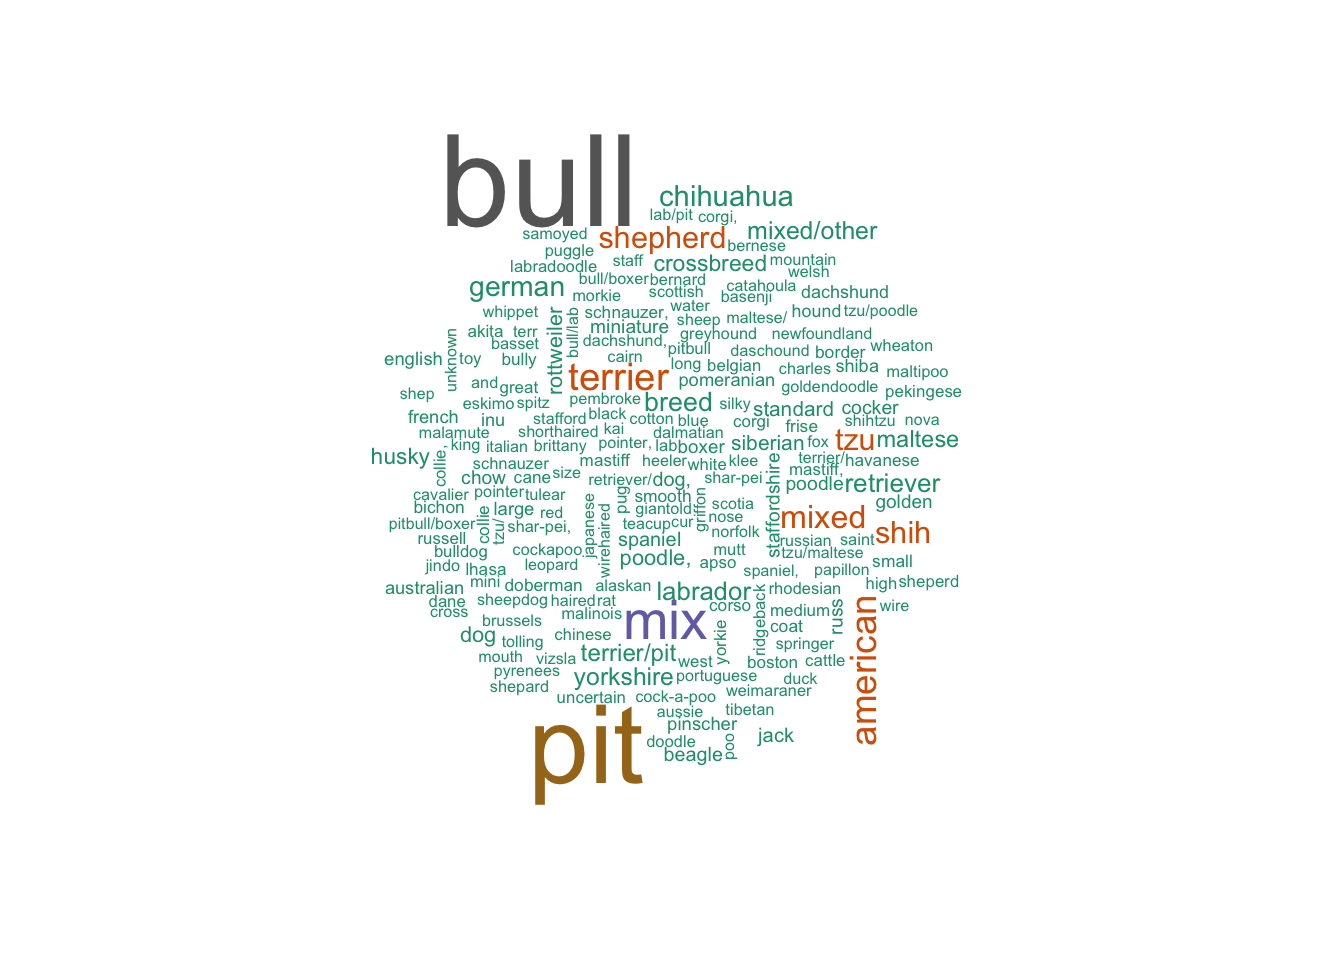 bull
chihuahua
lab/pit corgi,
samoyed shepherd mixed/other
puggle bernese
labradoodle staff crossbreed mountain
welsh
german bull/boxer bernard catahoula dachshund
morkie scottish basenji
whippet schnauzer, water hound tzu/poodle
akita terr rottweiler bull/lab miniature sheep maltese/
basset dachshund, greyhound newfoundland
english unknown toy bully cairn pitbull daschound border wheaton
long belgian charles shiba maltipoo
and great terrier pomeranian goldendoodle pekingese
shep eskimo spitz pembroke breed silky standard cocker
french inu stafford black cotton blue corgi frise shihtzu nova
malamute shorthaired kai dalmatian
collie, king italian brittany pointer, lab boxer siberian fox tzu maltese
husky schnauzer mastiff heeler white klee terrier/ havanese
chow cane size retriever/ dog, shar-pei staffordshire mastiff, poodle retriever
cavalier pointer tulear pug smooth griffon scotia golden
bichon large red japanese wirehaired giant old nose mixed
pitbull/boxer collie tzu/ shar-pei, teacup cur norfolk shih
russell spaniel russian saint
bulldog cockapoo poodle, mutt tzu/maltese
jindo lhasa leopard apso spaniel, papillon small
australian mini doberman alaskan labrador rhodesian high sheperd
dane sheepdog haired rat corso ridgeback medium russ american wire
cross malinois mix
brussels coat
dog tolling chinese yorkie springer
mouth vizsla terrier/pit west boston cattle
pyrenees yorkshire portuguese duck
shepard uncertain cock-a-poo weimaraner
pit aussie tibetan
pinscher
doodle poo jack
beagle